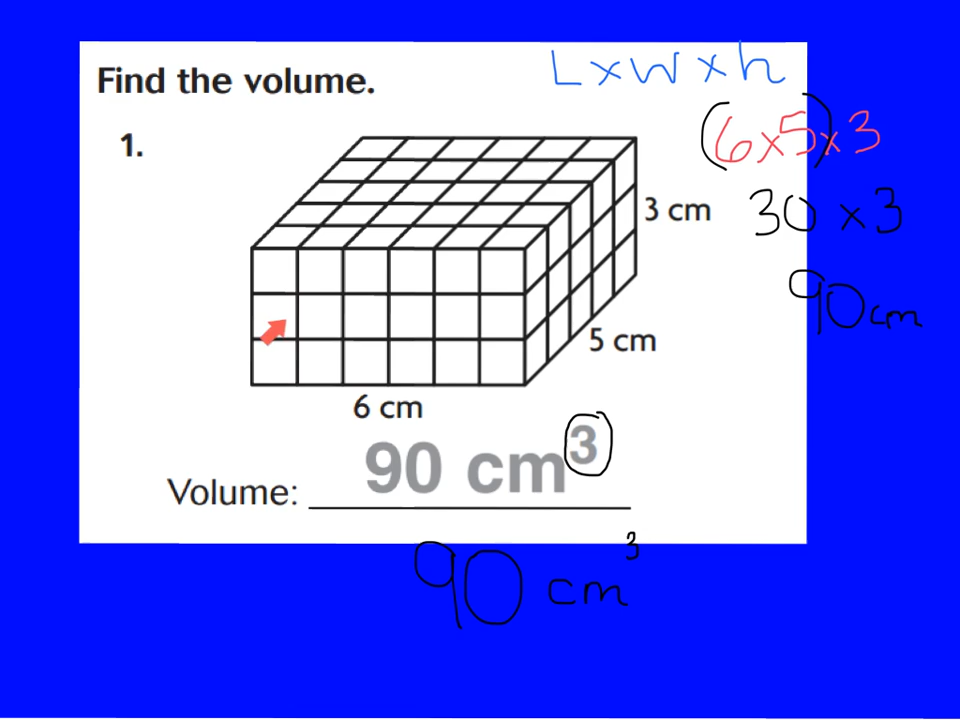 Find the volume.
L x W x h
1.
(6x5)x3
3 cm
30 x 3
90cm
5 cm
6 cm
Volume: 90 cm³
90 cm³